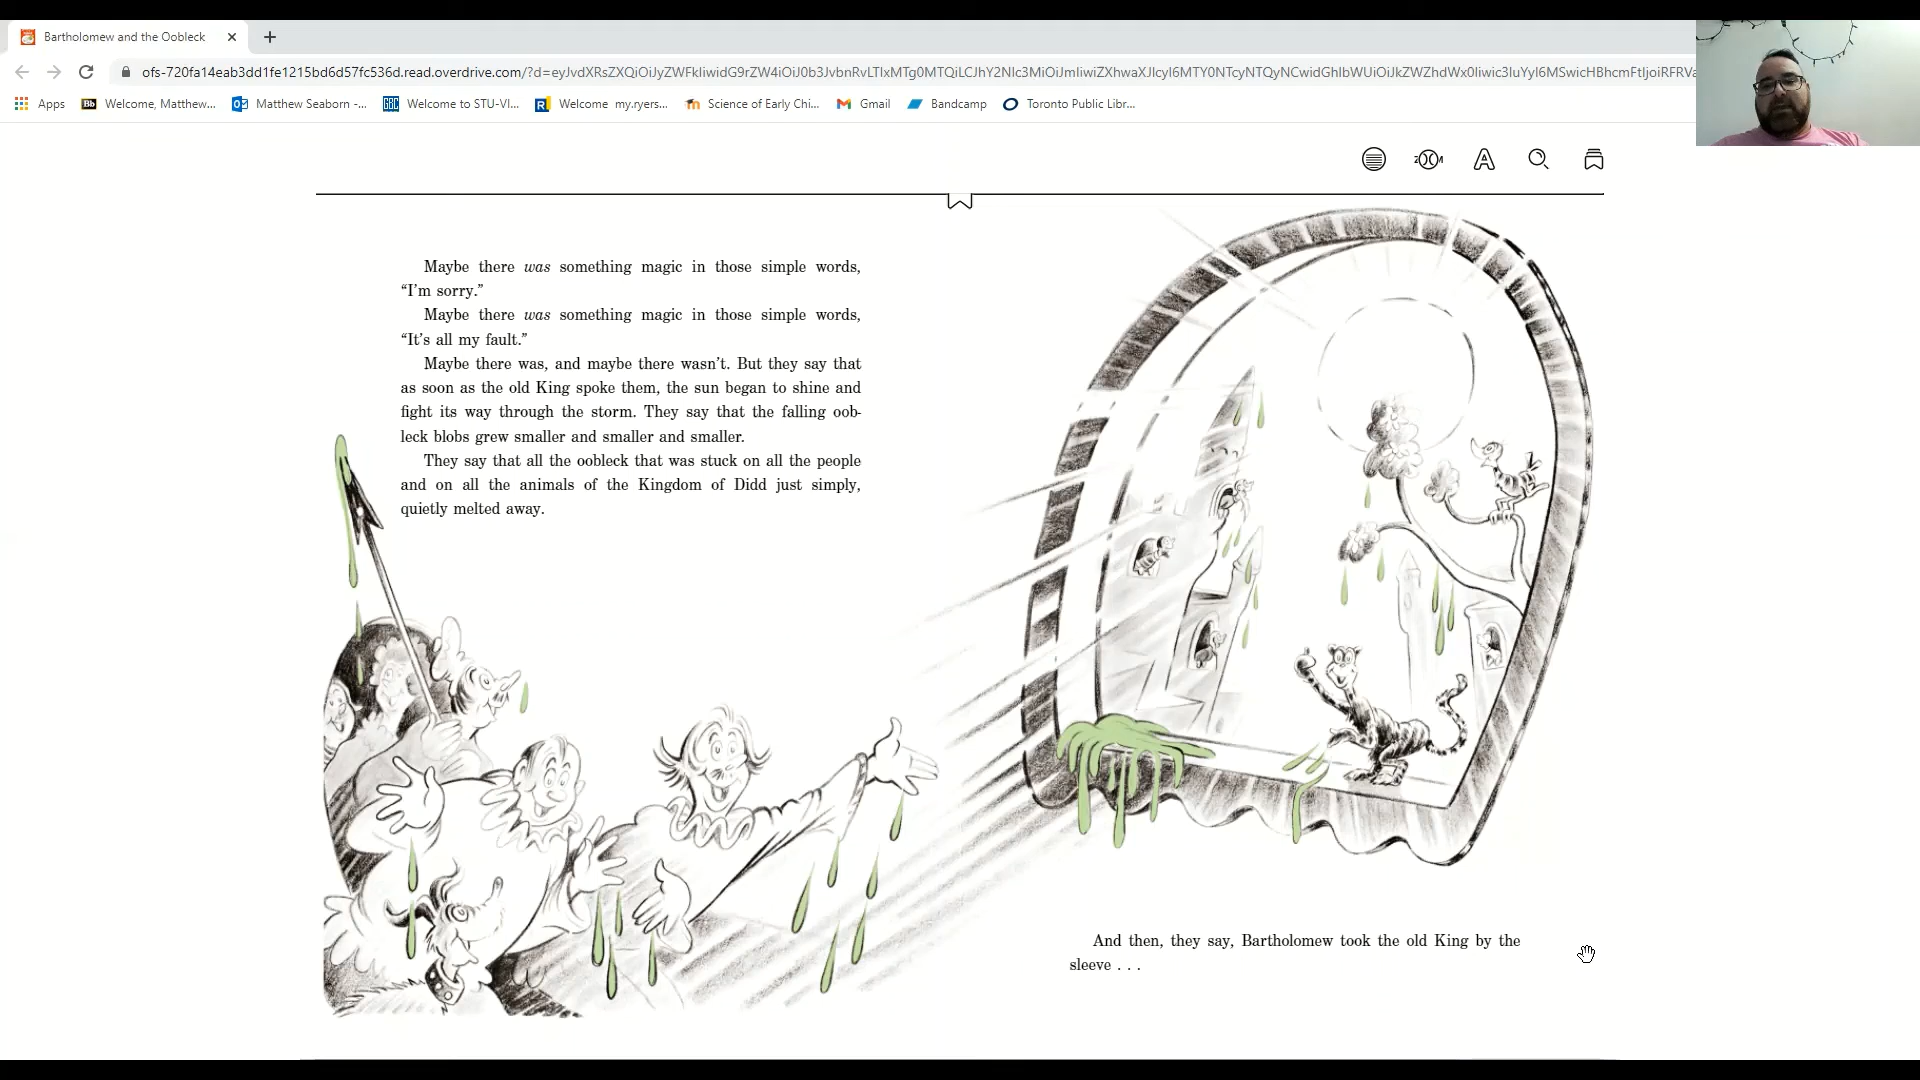 Bartholomew and the Oobleck
ofs-720fa14eab3dd1fe1215bd6d57fc536d.read.overdrive.com/
Apps
Welcome, Matthew...
Matthew Seaborn -...
Welcome to STU-VI...
Welcome my.ryers...
Science of Early Chi...
Gmail
Bandcamp
Toronto Public Libr...
Maybe there was something magic in those simple words,
“I’m sorry.”
Maybe there was something magic in those simple words,
“It’s all my fault.”
Maybe there was, and maybe there wasn’t. But they say that
as soon as the old King spoke them, the sun began to shine and
fight its way through the storm. They say that the falling oob-
leck blobs grew smaller and smaller and smaller.
They say that all the oobleck that was stuck on all the people
and on all the animals of the Kingdom of Didd just simply,
quietly melted away.
And then, they say, Bartholomew took the old King by the
sleeve . . .